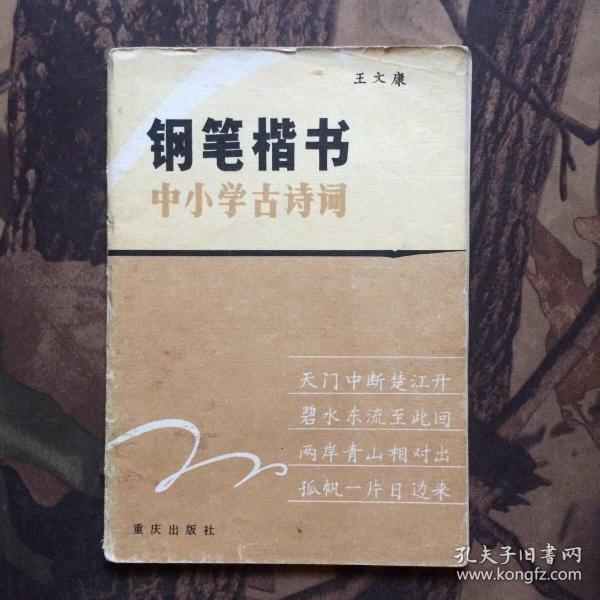 王文康
钢笔楷书
中小学古诗词
天门中断楚江开
碧水东流至此回
两岸青山相对出
孤帆一片日边来
重庆出版社
孔夫子旧书网
www.kongfz.com